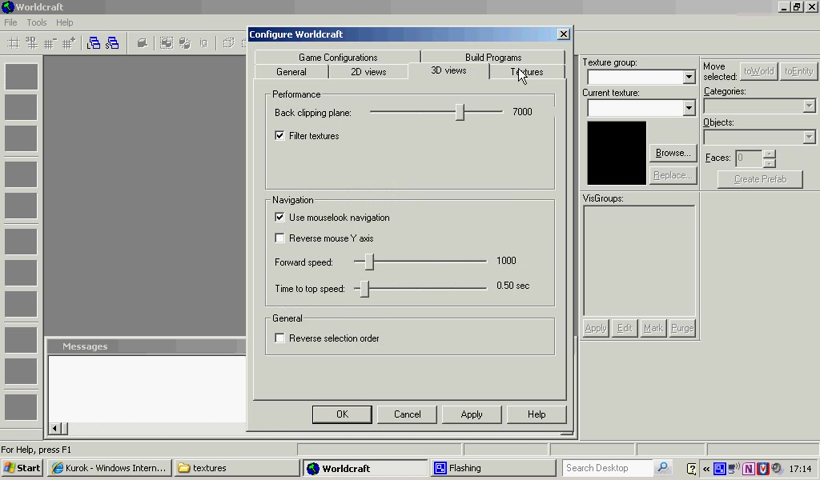 Worldcraft
File Tools Help
Configure Worldcraft
Game Configurations Build Programs
General 2D views 3D views Textures
Performance
Back clipping plane: 7000
Filter textures
Navigation
Use mouselook navigation
Reverse mouse Y axis
Forward speed: 1000
Time to top speed: 0.50 sec
General
Reverse selection order
OK Cancel Apply Help
Texture group:
Current texture:
Browse...
Replace...
Move
selected: toWorld toEntity
Categories:
Objects:
Faces: 0
Create Prefab
VisGroups:
Apply Edit Mark Purge
Messages
For Help, press F1
Start Kurok - Windows Intern... textures Worldcraft Flashing Search Desktop 17:14